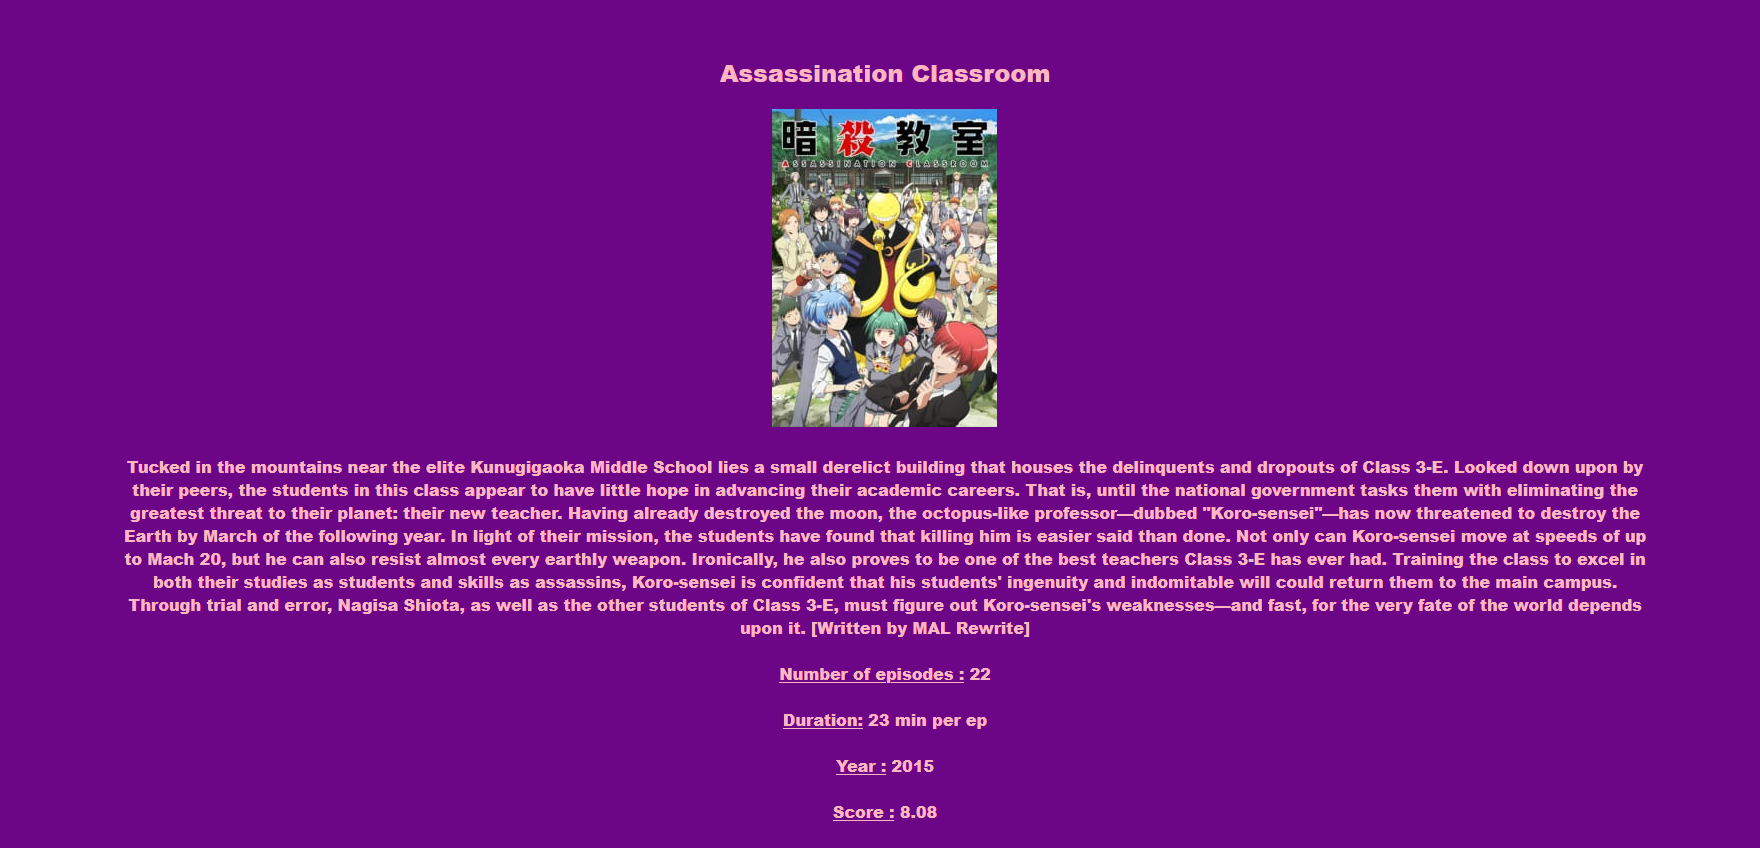 Assassination Classroom
暗殺教室
ASSASSINATION CLASSROOM
Tucked in the mountains near the elite Kunugigaoka Middle School lies a small derelict building that houses the delinquents and dropouts of Class 3-E. Looked down upon by
their peers, the students in this class appear to have little hope in advancing their academic careers. That is, until the national government tasks them with eliminating the
greatest threat to their planet: their new teacher. Having already destroyed the moon, the octopus-like professor—dubbed "Koro-sensei"—has now threatened to destroy the
Earth by March of the following year. In light of their mission, the students have found that killing him is easier said than done. Not only can Koro-sensei move at speeds of up
to Mach 20, but he can also resist almost every earthly weapon. Ironically, he also proves to be one of the best teachers Class 3-E has ever had. Training the class to excel in
both their studies as students and skills as assassins, Koro-sensei is confident that his students' ingenuity and indomitable will could return them to the main campus.
Through trial and error, Nagisa Shiota, as well as the other students of Class 3-E, must figure out Koro-sensei's weaknesses—and fast, for the very fate of the world depends
upon it. [Written by MAL Rewrite]
Number of episodes : 22
Duration: 23 min per ep
Year : 2015
Score : 8.08